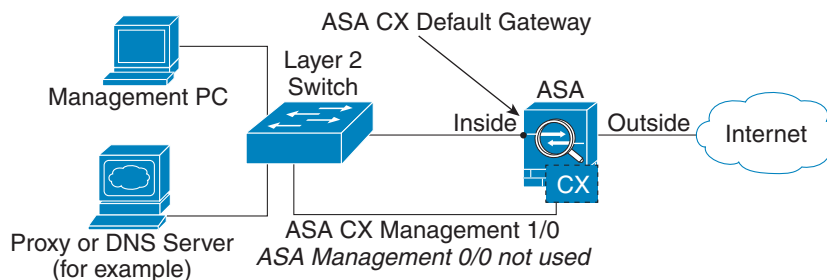 ASA CX Default Gateway
Layer 2
Switch
ASA
Management PC
Inside
Outside
Internet
CX
ASA CX Management 1/0
ASA Management 0/0 not used
Proxy or DNS Server
(for example)